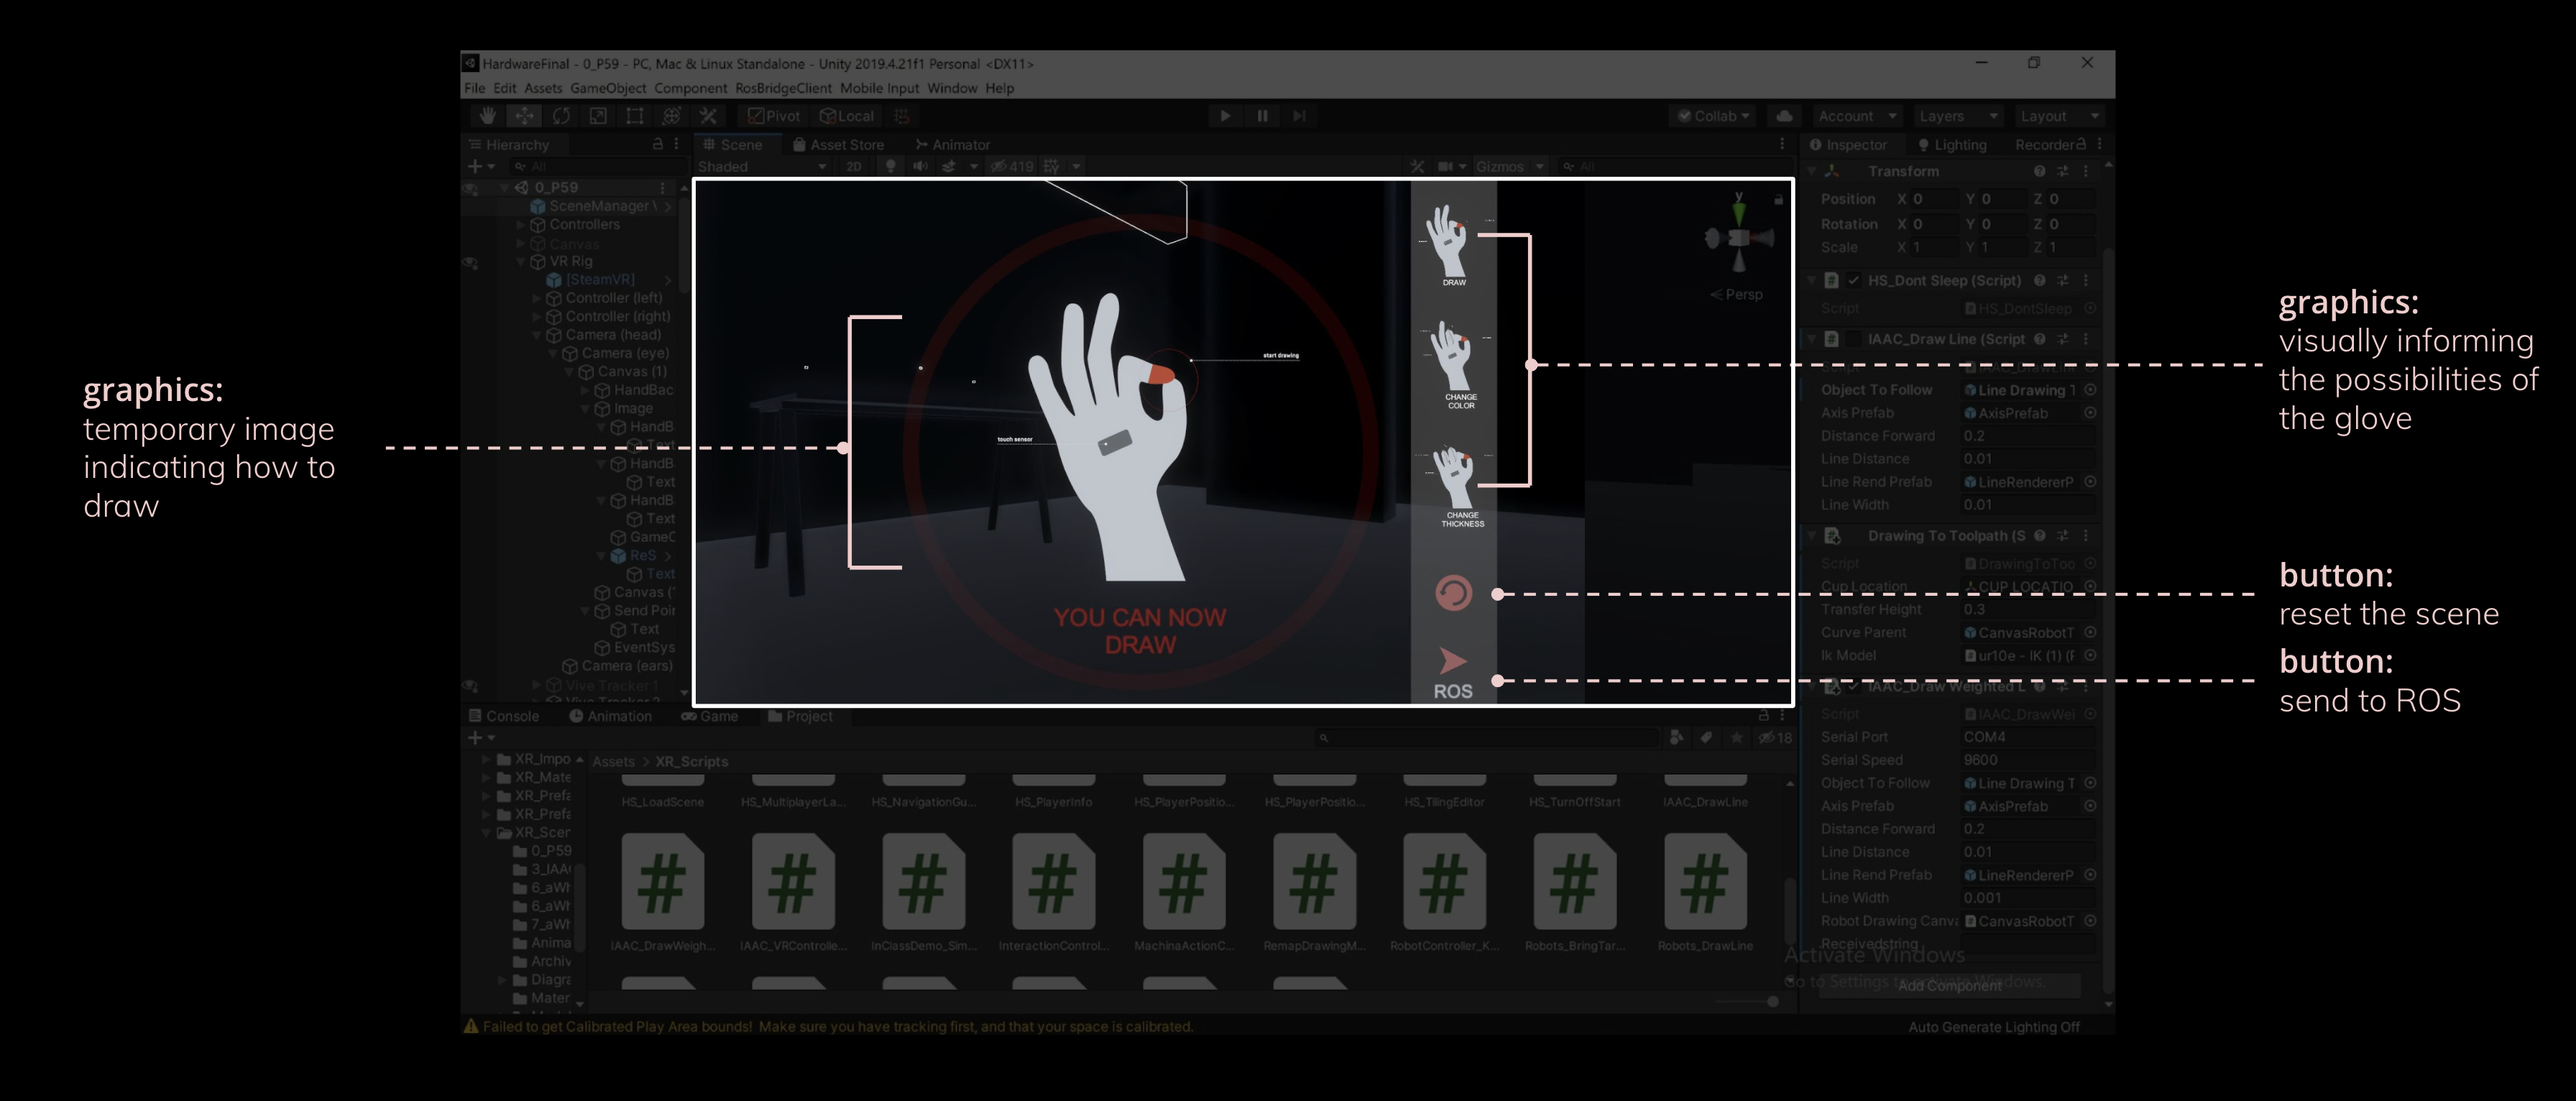 HardwareFinal - 0_P59 - PC, Mac & Linux Standalone - Unity 2019.4.21f1 Personal <DX11>
File Edit Assets GameObject Component RosBridgeClient Mobile Input Window Help
Pivot Local Collab Account Layers Layout
Hierarchy
All
0_P59
SceneManager
Controllers
Canvas
VR Rig
[SteamVR]
Controller (left)
Controller (right)
Camera (head)
Camera (eye)
Canvas (1)
HandBac
Image
HandB
Text
HandB
Text
HandB
Text
GameC
ReS
Text
Canvas (
Send Poin
Text
EventSys
Camera (ears)
Vive Tracker 1
Vive Tracker 2
Scene Asset Store Animator
Shaded 2D 419 Gizmos All
y
Persp
start drawing
touch sensor
YOU CAN NOW
DRAW
DRAW
CHANGE
COLOR
CHANGE
THICKNESS
ROS
graphics:
temporary image
indicating how to
draw
graphics:
visually informing
the possibilities of
the glove
button:
reset the scene
button:
send to ROS
Inspector Lighting Recorder
Transform
Position X 0 Y 0 Z 0
Rotation X 0 Y 0 Z 0
Scale X 1 Y 1 Z 1
HS_Dont Sleep (Script)
Script HS_DontSleep
IAAC_Draw Line (Script
Object To Follow Line Drawing T
Axis Prefab AxisPrefab
Distance Forward 0.2
Line Distance 0.01
Line Rend Prefab LineRendererP
Line Width 0.01
Drawing To Toolpath (S
Script DrawingToToo
Cup Location CUP LOCATIO
Transfer Height 0.3
Curve Parent CanvasRobotT
Ik Model ur10e - IK (1) (F
IAAC_Draw Weighted L
Script IAAC_DrawWei
Serial Port COM4
Serial Speed 9600
Object To Follow Line Drawing T
Axis Prefab AxisPrefab
Distance Forward 0.2
Line Distance 0.01
Line Rend Prefab LineRendererP
Line Width 0.001
Robot Drawing Canva CanvasRobotT
Receivedstring
Activate Windows
Go to Settings to activate Windows.
Add Component
Console Animation Game Project
18
XR_Impo
XR_Mate
XR_Prefa
XR_Prefa
XR_Scen
0_P59
3_IAA
6_aWh
6_aWh
7_aWh
Anima
Archiv
Diagra
Mater
Assets > XR_Scripts
HS_LoadScene HS_MultiplayerLa... HS_NavigationGu... HS_PlayerInfo HS_PlayerPositio... HS_PlayerPositio... HS_TilingEditor HS_TurnOffStart IAAC_DrawLine
IAAC_DrawWeigh... IAAC_VRControlle... InClassDemo_Sim... InteractionControl... MachinaActionC... RemapDrawingM... RobotController_K... Robots_BringTar... Robots_DrawLine
Failed to get Calibrated Play Area bounds! Make sure you have tracking first, and that your space is calibrated.
Auto Generate Lighting Off